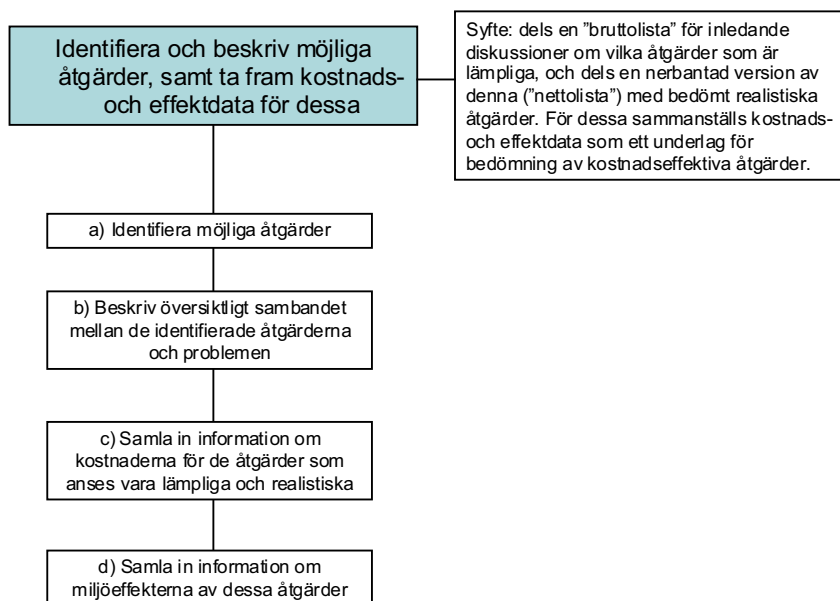 Identifiera och beskriv möjliga
åtgärder, samt ta fram kostnads-
och effektdata för dessa
Syfte: dels en ”bruttolista” för inledande
diskussioner om vilka åtgärder som är
lämpliga, och dels en nerbantad version av
denna (”nettolista”) med bedömt realistiska
åtgärder. För dessa sammanställs kostnads-
och effektdata som ett underlag för
bedömning av kostnadseffektiva åtgärder.
a) Identifiera möjliga åtgärder
b) Beskriv översiktligt sambandet
mellan de identifierade åtgärderna
och problemen
c) Samla in information om
kostnaderna för de åtgärder som
anses vara lämpliga och realistiska
d) Samla in information om
miljöeffekterna av dessa åtgärder